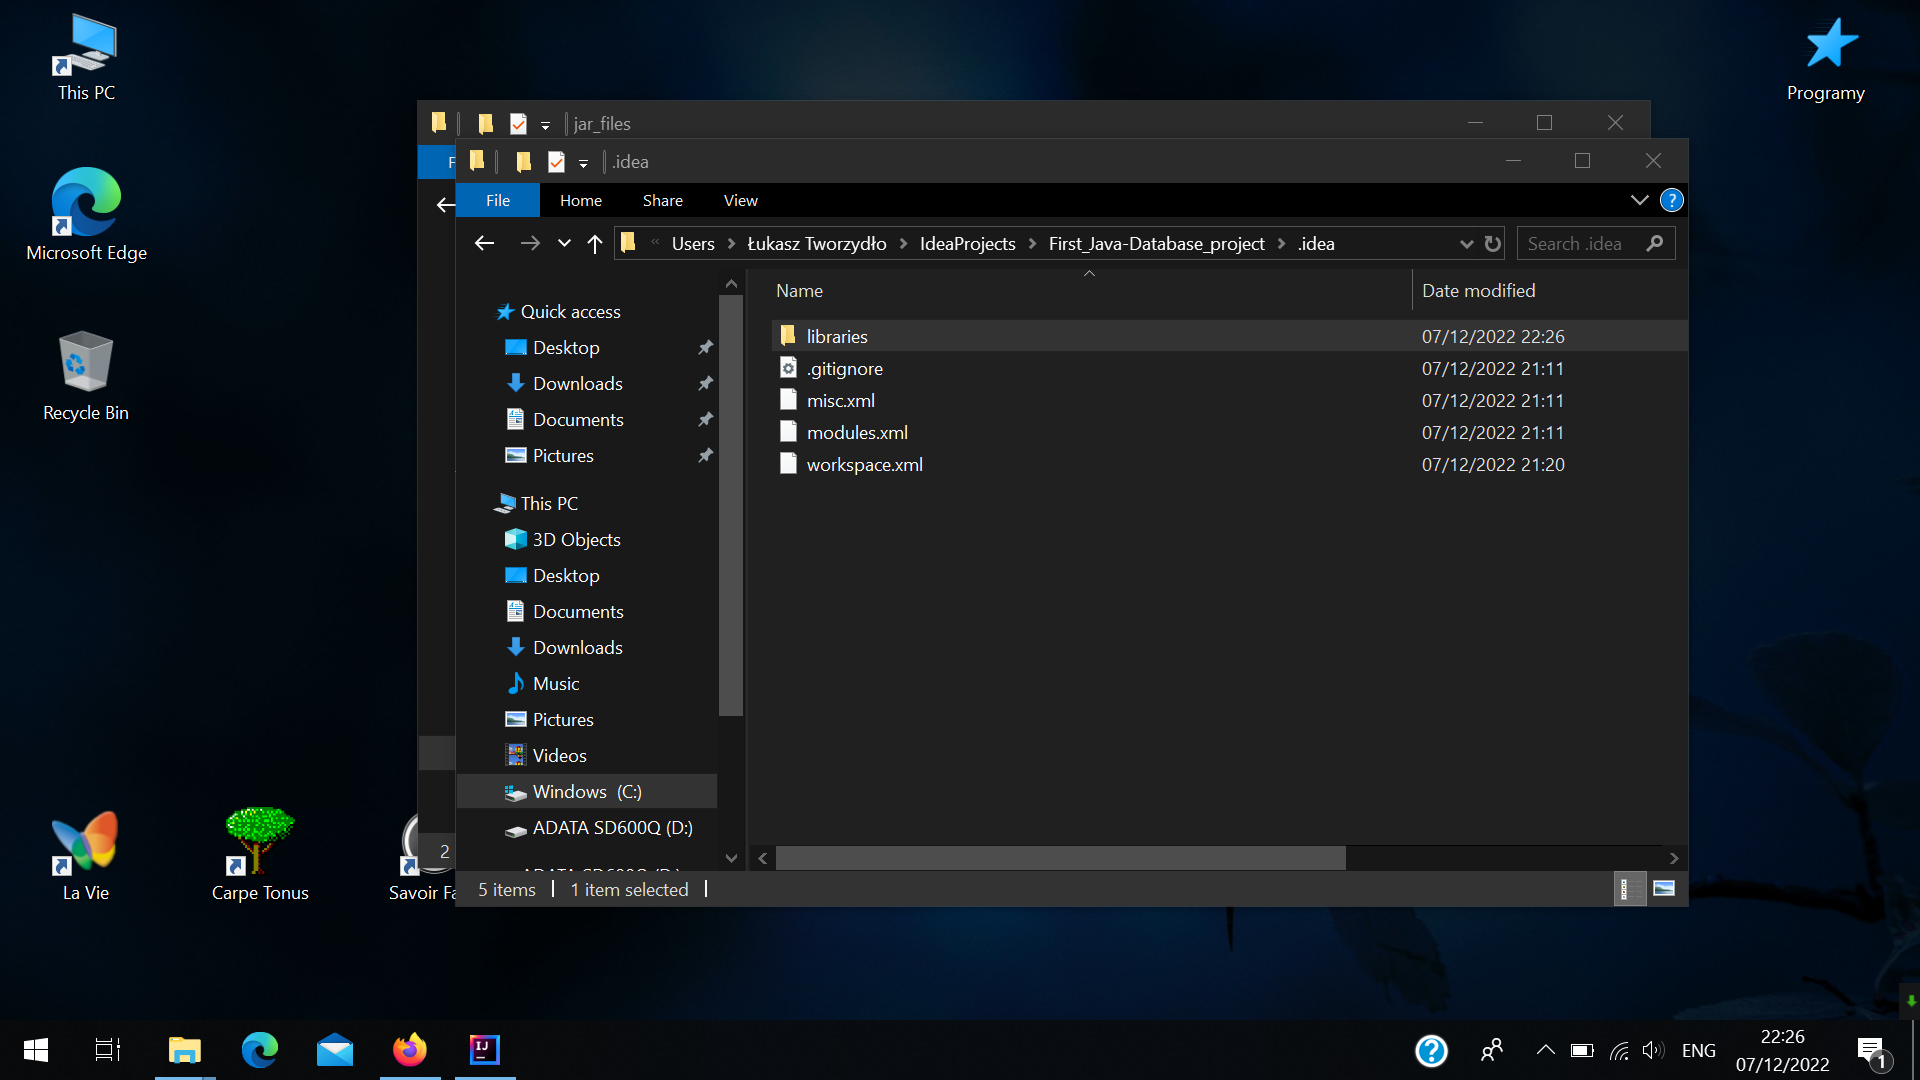 This PC
Programy
Microsoft Edge
Recycle Bin
La Vie
Carpe Tonus
Savoir Fa
jar_files
F
2
.idea
File Home Share View
« Users Łukasz Tworzydło IdeaProjects First_Java-Database_project .idea
Search .idea
Quick access
Desktop
Downloads
Documents
Pictures
This PC
3D Objects
Desktop
Documents
Downloads
Music
Pictures
Videos
Windows (C:)
ADATA SD600Q (D:)
Name Date modified
libraries 07/12/2022 22:26
.gitignore 07/12/2022 21:11
misc.xml 07/12/2022 21:11
modules.xml 07/12/2022 21:11
workspace.xml 07/12/2022 21:20
5 items 1 item selected
IJ
ENG
22:26
07/12/2022
1